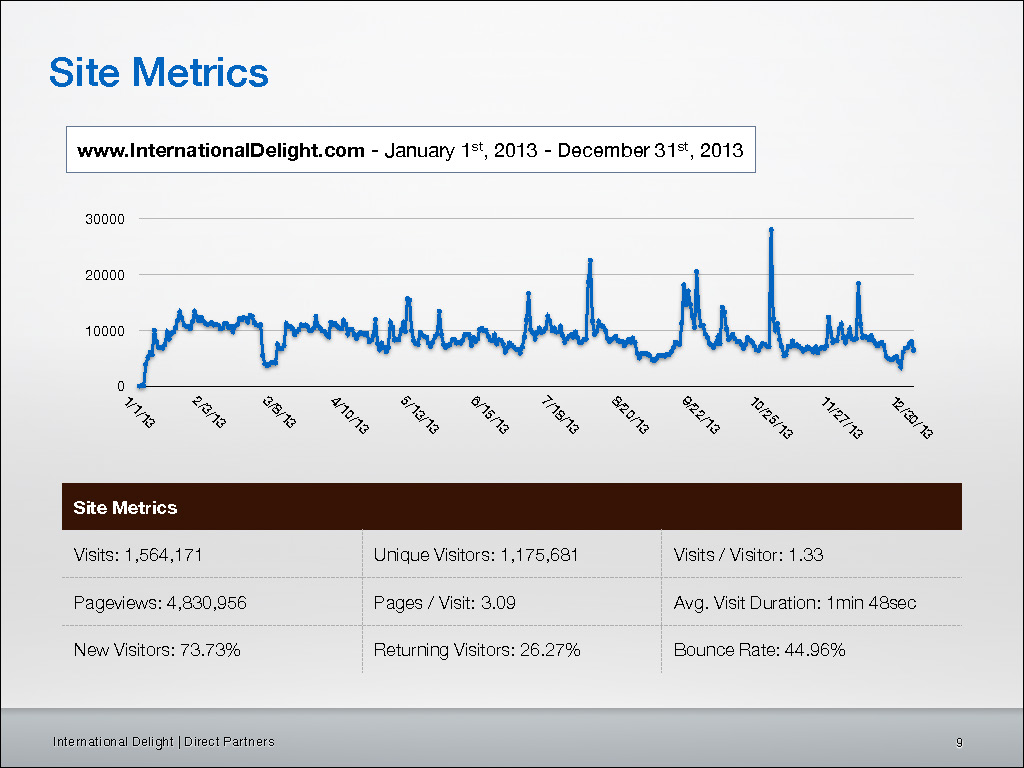 Site Metrics
www.InternationalDelight.com - January 1st, 2013 - December 31st, 2013
30000
20000
10000
0
1/1/13
2/3/13
3/8/13
4/10/13
5/13/13
6/15/13
7/18/13
8/20/13
9/22/13
10/25/13
11/27/13
12/30/13
Site Metrics
Visits: 1,564,171
Unique Visitors: 1,175,681
Visits / Visitor: 1.33
Pageviews: 4,830,956
Pages / Visit: 3.09
Avg. Visit Duration: 1min 48sec
New Visitors: 73.73%
Returning Visitors: 26.27%
Bounce Rate: 44.96%
International Delight | Direct Partners
9